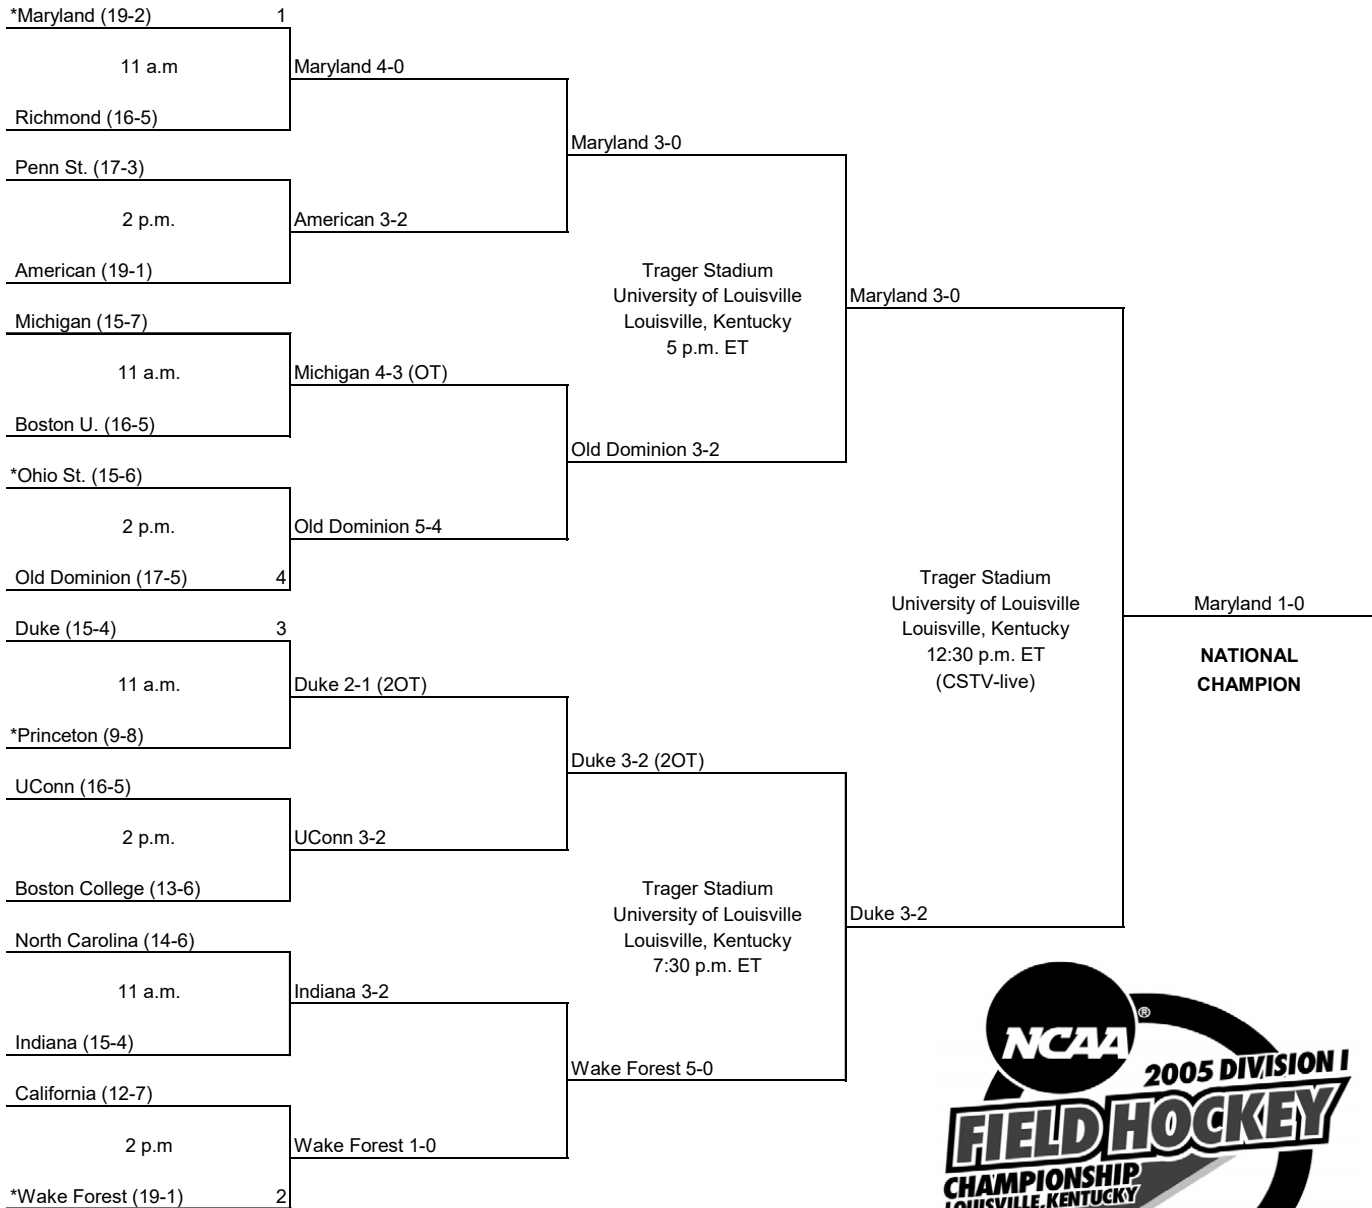 *Maryland (19-2) 1
11 a.m
Richmond (16-5)
Penn St. (17-3)
2 p.m.
American (19-1)
Michigan (15-7)
11 a.m.
Boston U. (16-5)
*Ohio St. (15-6)
2 p.m.
Old Dominion (17-5) 4
Duke (15-4) 3
11 a.m.
*Princeton (9-8)
UConn (16-5)
2 p.m.
Boston College (13-6)
North Carolina (14-6)
11 a.m.
Indiana (15-4)
California (12-7)
2 p.m
*Wake Forest (19-1) 2
Maryland 4-0
American 3-2
Michigan 4-3 (OT)
Old Dominion 5-4
Duke 2-1 (2OT)
UConn 3-2
Indiana 3-2
Wake Forest 1-0
Maryland 3-0
Trager Stadium
University of Louisville
Louisville, Kentucky
5 p.m. ET
Old Dominion 3-2
Duke 3-2 (2OT)
Trager Stadium
University of Louisville
Louisville, Kentucky
7:30 p.m. ET
Wake Forest 5-0
Maryland 3-0
Trager Stadium
University of Louisville
Louisville, Kentucky
12:30 p.m. ET
(CSTV-live)
Duke 3-2
Maryland 1-0
NATIONAL
CHAMPION
NCAA ®
2005 DIVISION I
FIELD HOCKEY
CHAMPIONSHIP
LOUISVILLE, KENTUCKY